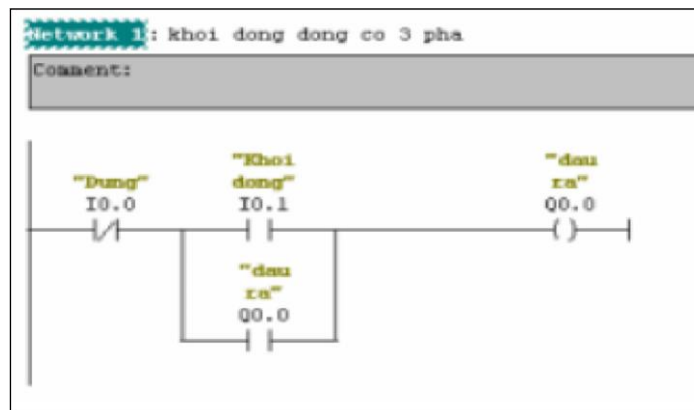 Network 1: khoi dong dong co 3 pha
Comment:
"Khoi
"dau
"Dung"
dong"
ra"
I0.0
I0.1
Q0.0
"dau
ra"
Q0.0